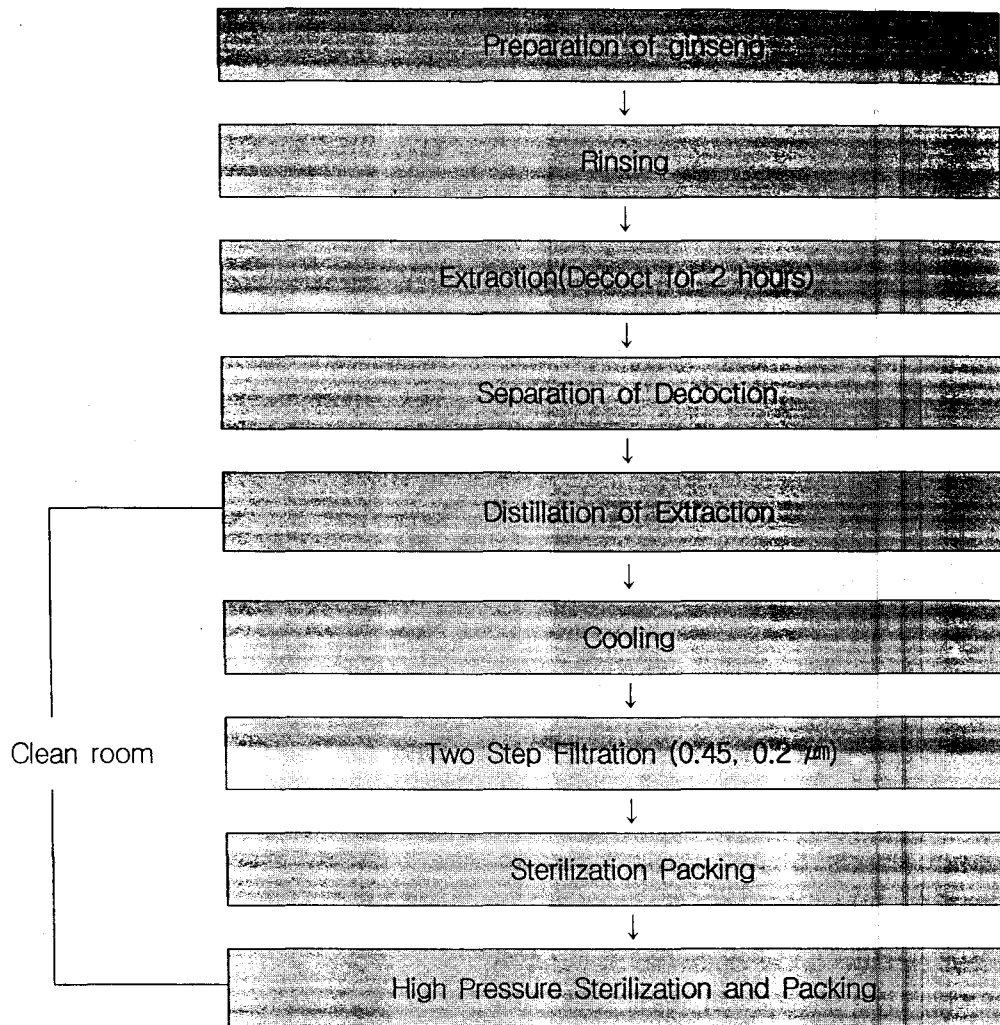 Preparation of ginseng
↓
Rinsing
↓
Extraction(Decoct for 2 hours)
↓
Separation of Decoction
↓
Distillation of Extraction
↓
Cooling
↓
Clean room
Two Step Filtration (0.45, 0.2 ㎛)
↓
Sterilization Packing
↓
High Pressure Sterilization and Packing